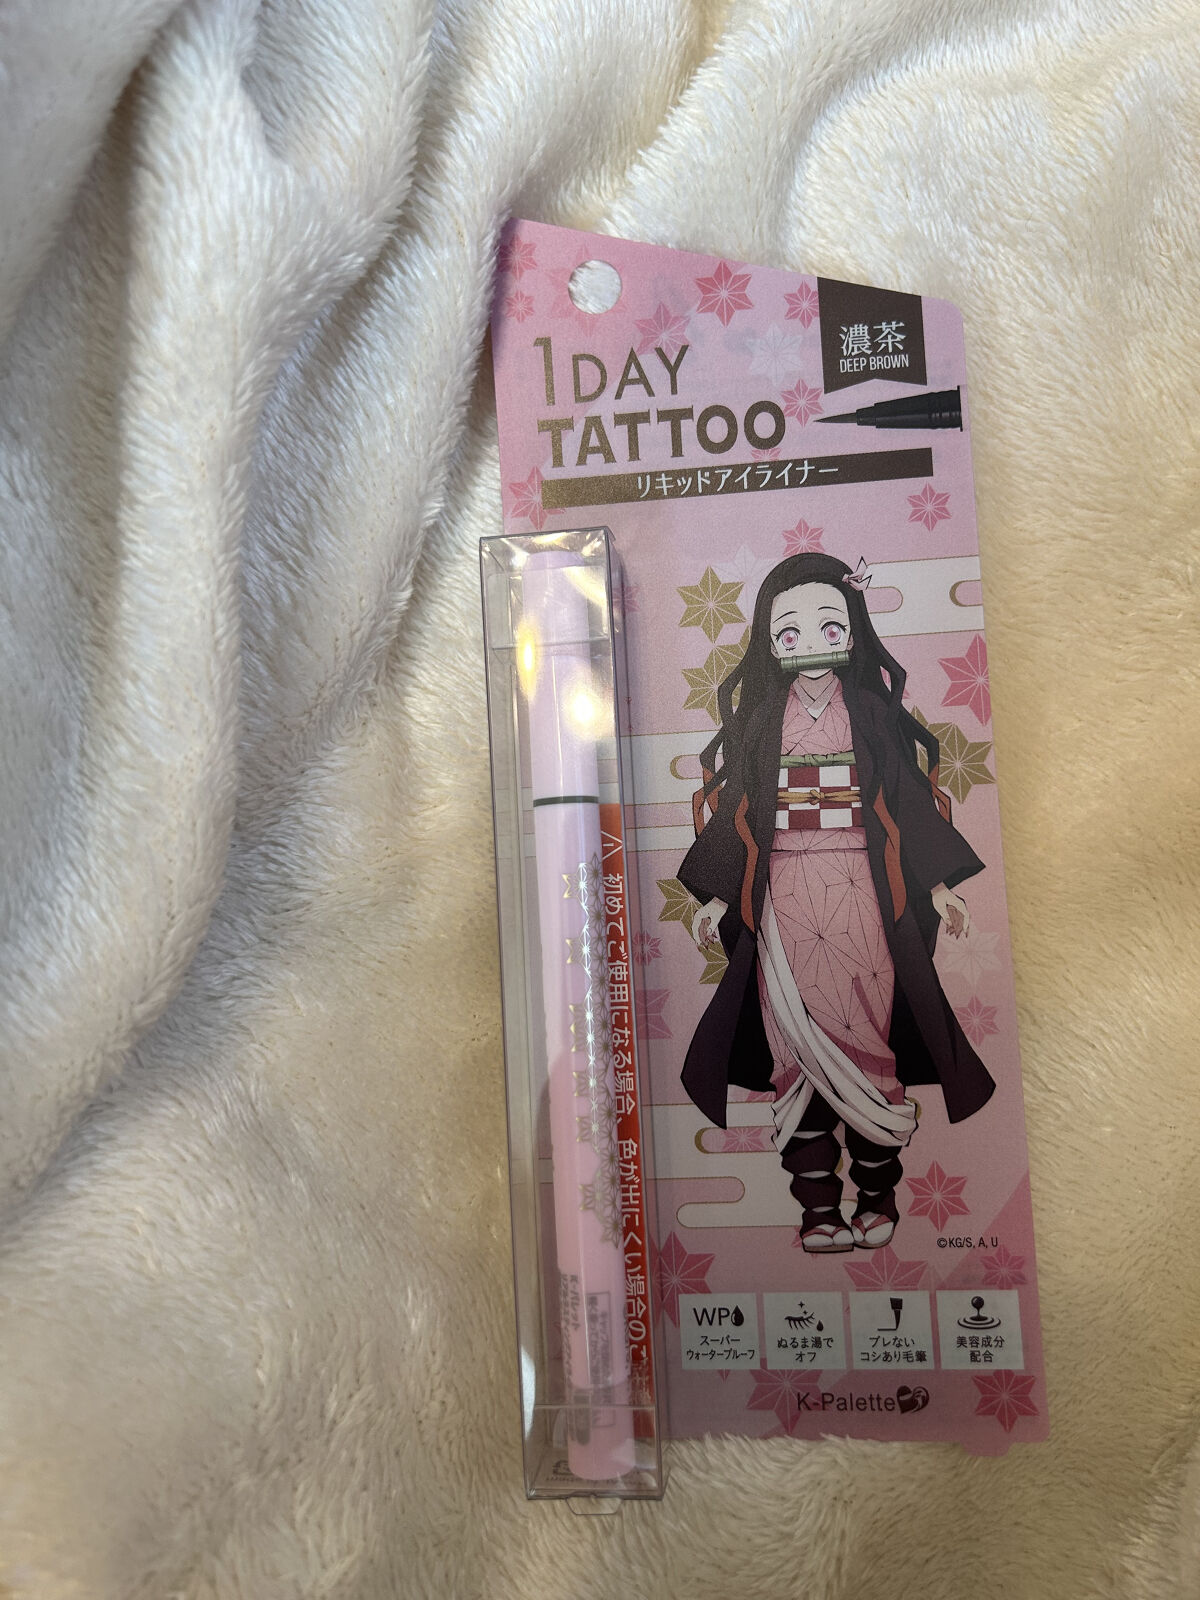 濃茶
DEEP BROWN
1DAY
TATTOO
リキッドアイライナー
初めてご使用になる場合、色が出にくい場合のご注意
©KG/S, A, U
WP
スーパー
ウォータープルーフ
ぬるま湯で
オフ
ブレない
コシあり毛筆
美容成分
配合
K-Palette